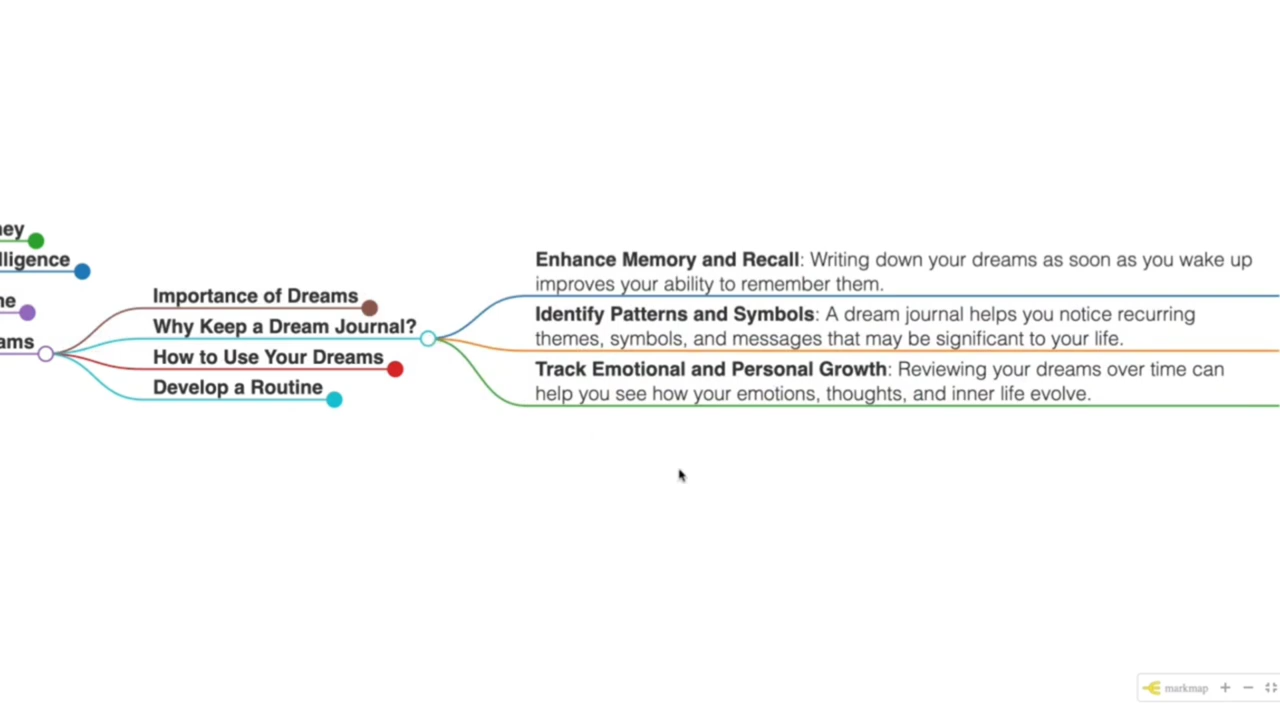 ney
lligence
ne
ams
Importance of Dreams
Why Keep a Dream Journal?
How to Use Your Dreams
Develop a Routine
Enhance Memory and Recall: Writing down your dreams as soon as you wake up
improves your ability to remember them.
Identify Patterns and Symbols: A dream journal helps you notice recurring
themes, symbols, and messages that may be significant to your life.
Track Emotional and Personal Growth: Reviewing your dreams over time can
help you see how your emotions, thoughts, and inner life evolve.
markmap